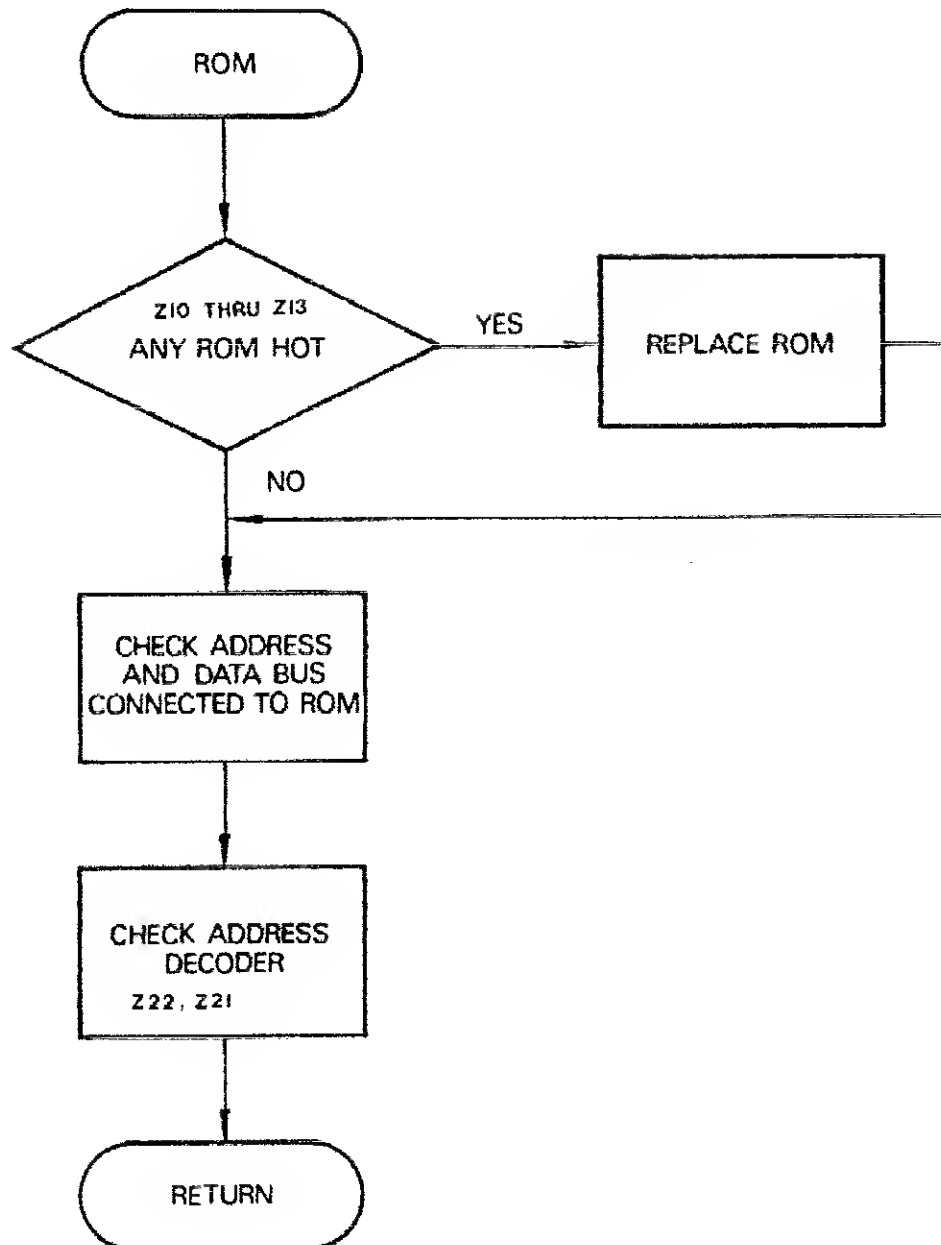 ROM
Z10 THRU Z13
ANY ROM HOT
YES
REPLACE ROM
NO
CHECK ADDRESS
AND DATA BUS
CONNECTED TO ROM
CHECK ADDRESS
DECODER
Z22, Z21
RETURN